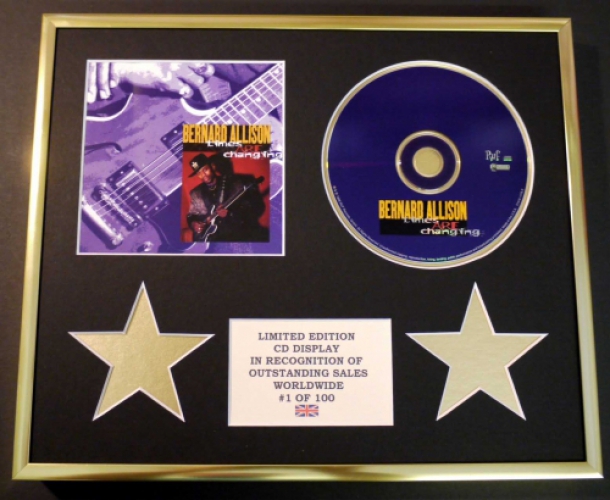 BERNARD ALLISON
times
ARE
changing
BERNARD ALLISON
times
ARE
changing
LIMITED EDITION
CD DISPLAY
IN RECOGNITION OF
OUTSTANDING SALES
WORLDWIDE
#1 OF 100